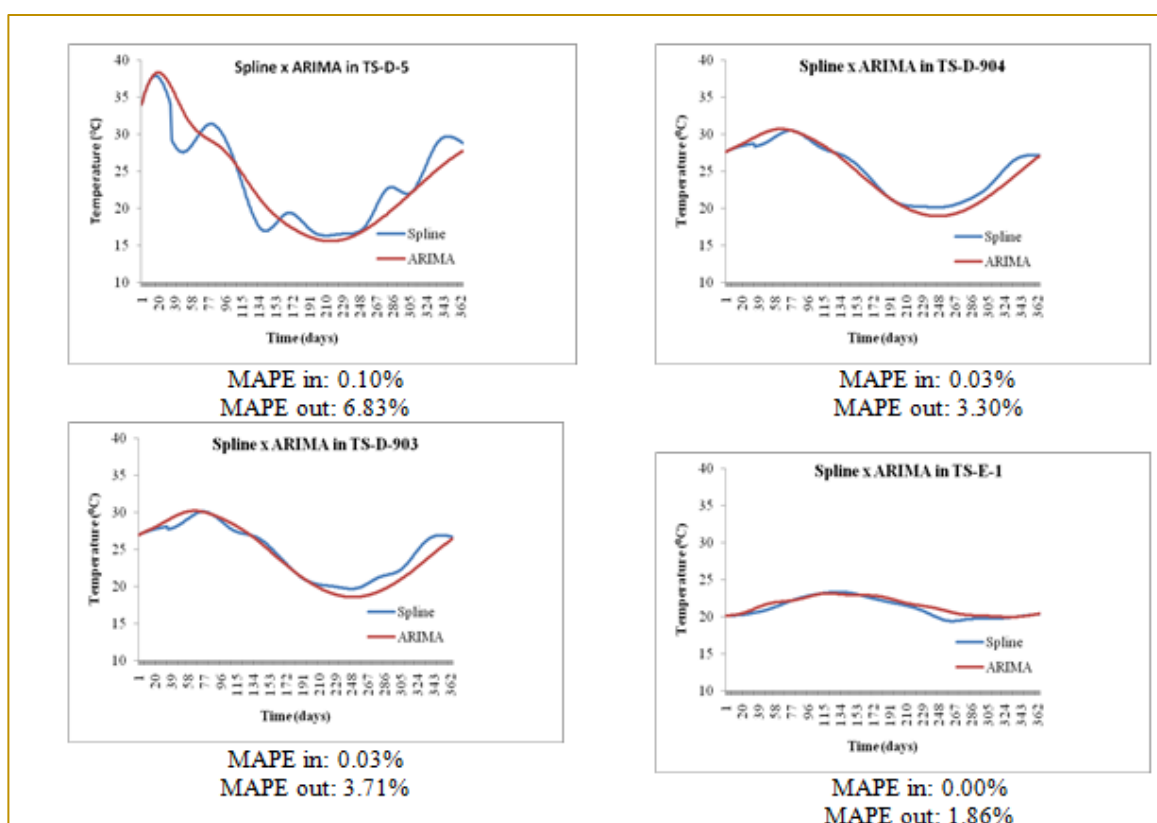 Spline x ARIMA in TS-D-5
40
35
30
25
20
15
10
Temperature (ºC)
Spline
ARIMA
1 20 39 58 77 96 115 134 153 172 191 210 229 248 267 286 305 324 343 362
Time (days)
MAPE in: 0.10%
MAPE out: 6.83%
Spline x ARIMA in TS-D-904
40
35
30
25
20
15
10
Temperature (ºC)
Spline
ARIMA
1 20 39 58 77 96 115 134 153 172 191 210 229 248 267 286 305 324 343 362
Time (days)
MAPE in: 0.03%
MAPE out: 3.30%
Spline x ARIMA in TS-D-903
40
35
30
25
20
15
10
Temperature (ºC)
Spline
ARIMA
1 20 39 58 77 96 115 134 153 172 191 210 229 248 267 286 305 324 343 362
Time (days)
MAPE in: 0.03%
MAPE out: 3.71%
Spline x ARIMA in TS-E-1
40
35
30
25
20
15
10
Temperature (ºC)
Spline
ARIMA
1 20 39 58 77 96 115 134 153 172 191 210 229 248 267 286 305 324 343 362
Time (days)
MAPE in: 0.00%
MAPE out: 1.86%